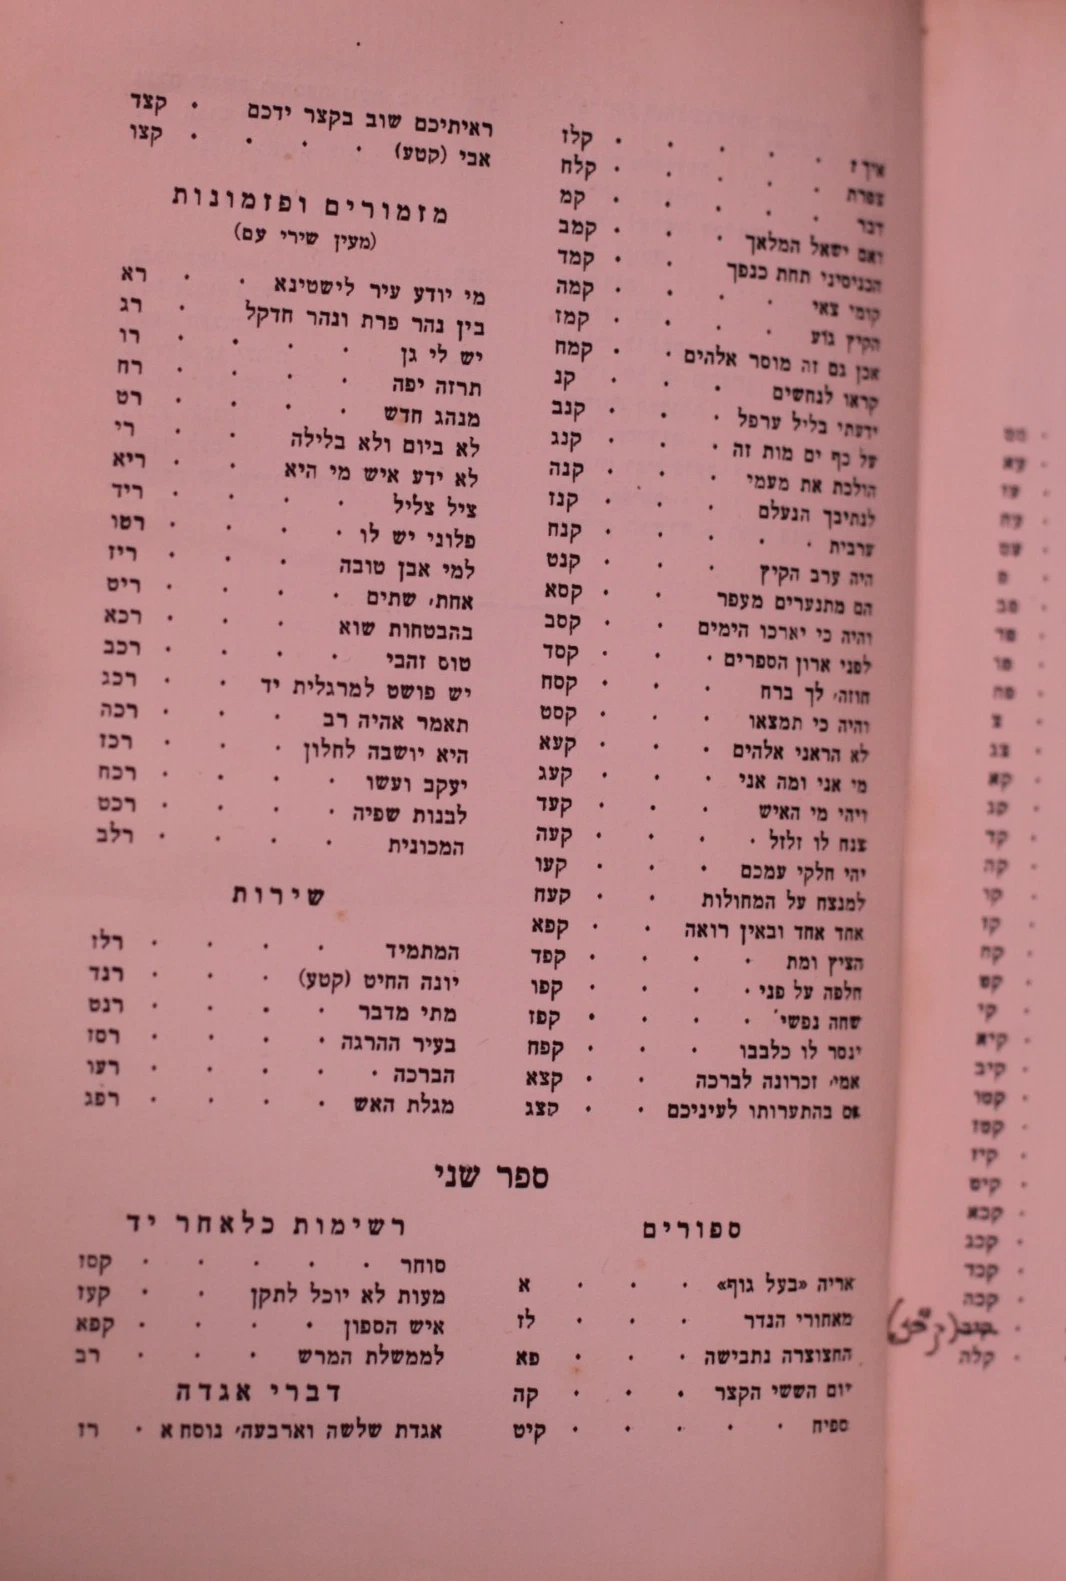 איך ז · · · · · קלז
צפרת · · · · · קלח
דבר · · · · · קמ
ואם ישאל המלאך · · · קמב
הכניסיני תחת כנפך · · קמד
קומי צאי · · · · קמה
הקיץ גוע · · · · קמז
אכן גם זה מוסר אלהים · · קמח
קראו לנחשים · · · קנ
ידעתי בליל ערפל · · · קנב
על כף ים מות זה · · · קנג
הולכת את מעמי · · · קנה
לנתיבך הנעלם · · · קנז
ערבית · · · · · קנח
היה ערב הקיץ · · · קנט
הם מתנערים מעפר · · קסא
והיה כי יארכו הימים · · קסב
לפני ארון הספרים · · · קסד
חוזה, לך ברח · · · קסח
והיה כי תמצאו · · · קסט
לא הראני אלהים · · · קעא
מי אני ומה אני · · · קעג
ויהי מי האיש · · · קעד
צנח לו זלזל · · · · קעה
יהי חלקי עמכם · · · קעו
למנצח על המחולות · · קעח
אחד אחד ובאין רואה · · קפא
הציץ ומת · · · · קפד
חלפה על פני · · · · קפו
שחה נפשי · · · · קפז
ינסר לו כלבבו · · · קפח
אמי, זכרונה לברכה · · קצא
גם בהתערותו לעיניכם · · קצג
ראיתיכם שוב בקצר ידכם · קצד
אבי (קטע) · · · · קצו
מזמורים ופזמונות
(מעין שירי עם)
מי יודע עיר לישטינא · · רא
בין נהר פרת ונהר חדקל · רג
יש לי גן · · · · רו
תרזה יפה · · · · רח
מנהג חדש · · · · רט
לא ביום ולא בלילה · · רי
לא ידע איש מי היא · · ריא
ציל צליל · · · · ריד
פלוני יש לו · · · · רטו
למי אבן טובה · · · ריז
אחת, שתים · · · · ריט
בהבטחות שוא · · · רכא
טוס זהבי · · · · רכב
יש פושט למרגלית יד · · רכג
תאמר אהיה רב · · · רכה
היא יושבה לחלון · · · רכז
יעקב ועשו · · · רכח
לבנות שפיה · · · · רכט
המכונית · · · · רלב
שירות
המתמיד · · · · רלז
יונה החיט (קטע) · · · רנד
מתי מדבר · · · · רנט
בעיר ההרגה · · · · רסז
הברכה · · · · · רעו
מגלת האש · · · · רפג
ספר שני
ספורים
אריה «בעל גוף» · · · א
מאחורי הגדר · · · לז
החצוצרה נתבישה · · · פא
יום הששי הקצר · · · קה
ספיח · · · · · קיט
רשימות כלאחר יד
סוחר · · · · · קסז
מעות לא יוכל לתקן · · קעז
איש הספון · · · · קפא
לממשלת המרש · · · רב
דברי אגדה
אגדת שלשה וארבעה, נוסח א · רז